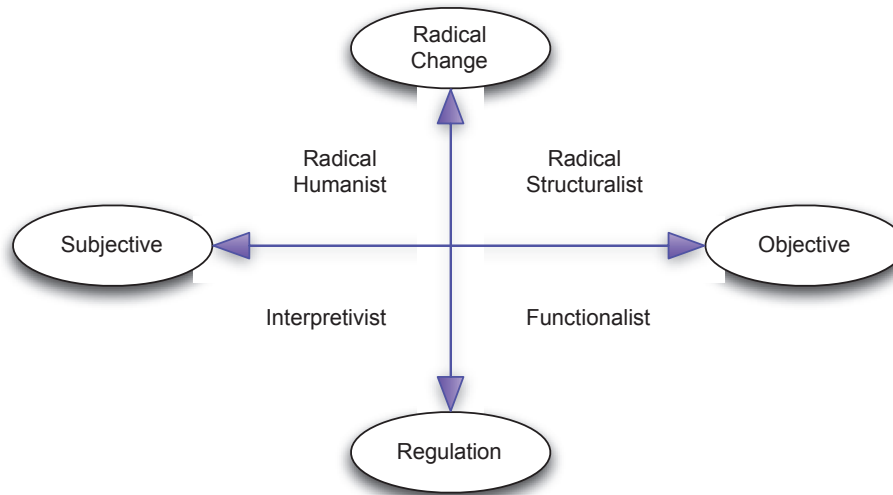 Radical
Change
Radical
Humanist
Radical
Structuralist
Subjective
Objective
Interpretivist
Functionalist
Regulation